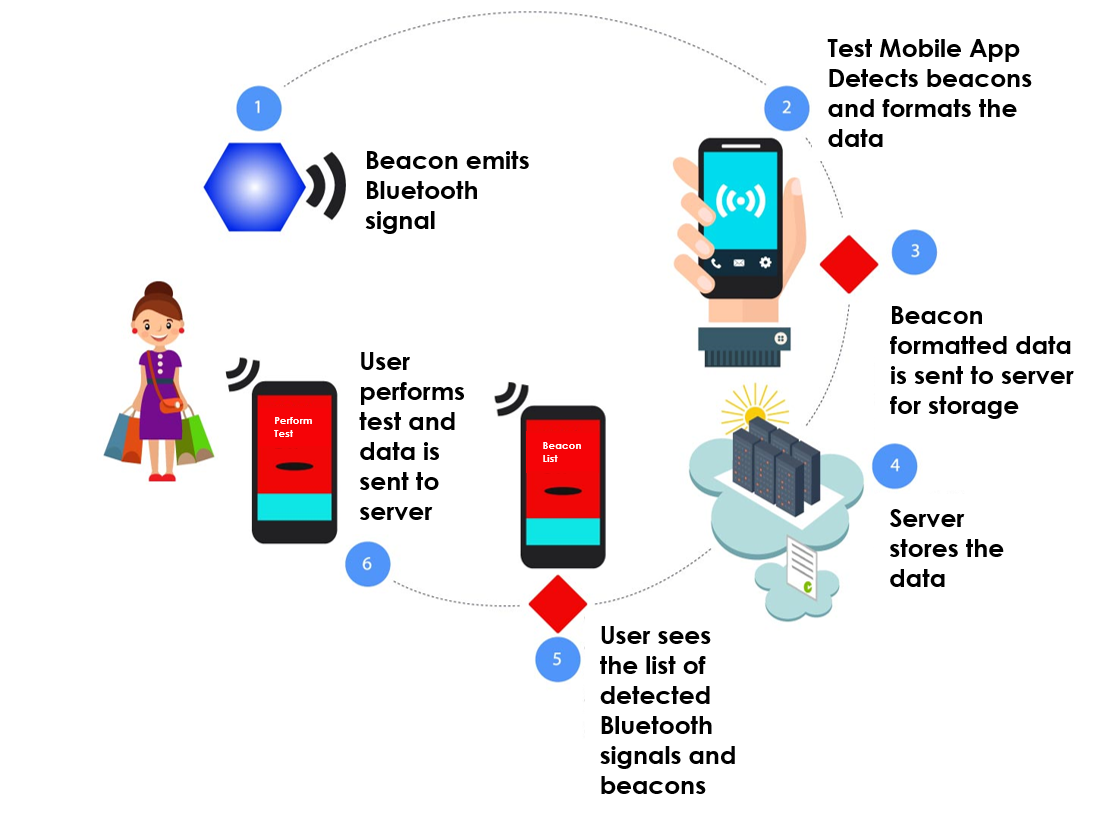 1
Beacon emits
Bluetooth
signal
2
Test Mobile App
Detects beacons
and formats the
data
3
Beacon
formatted data
is sent to server
for storage
4
Server
stores the
data
5
User sees
the list of
detected
Bluetooth
signals and
beacons
Beacon
List
6
User
performs
test and
data is
sent to
server
Perform
Test